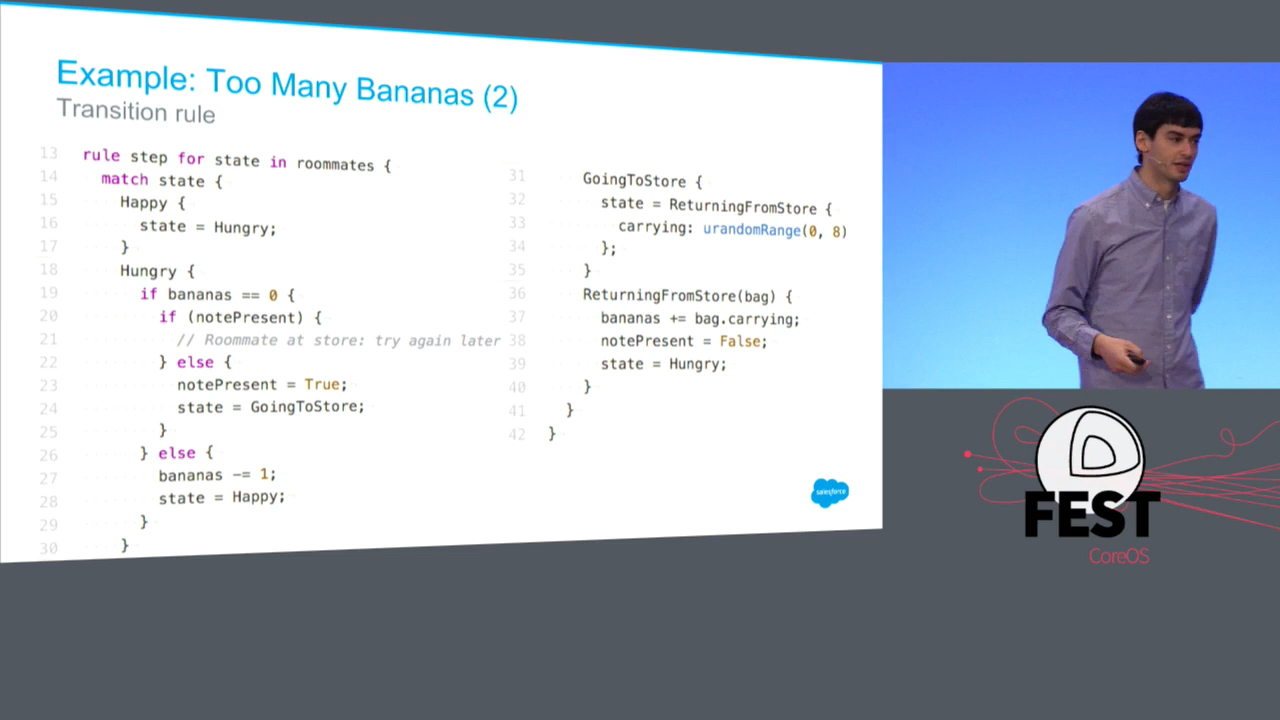 Example: Too Many Bananas (2)
Transition rule
13 rule step for state in roommates {
14 match state {
15 Happy {
16 state = Hungry;
17 }
18 Hungry {
19 if bananas == 0 {
20 if (notePresent) {
21 // Roommate at store: try again later
22 } else {
23 notePresent = True;
24 state = GoingToStore;
25 }
26 } else {
27 bananas -= 1;
28 state = Happy;
29 }
30 }
31 GoingToStore {
32 state = ReturningFromStore {
33 carrying: urandomRange(0, 8)
34 };
35 }
36 ReturningFromStore(bag) {
37 bananas += bag.carrying;
38 notePresent = False;
39 state = Hungry;
40 }
41 }
42 }
salesforce
FEST
CoreOS